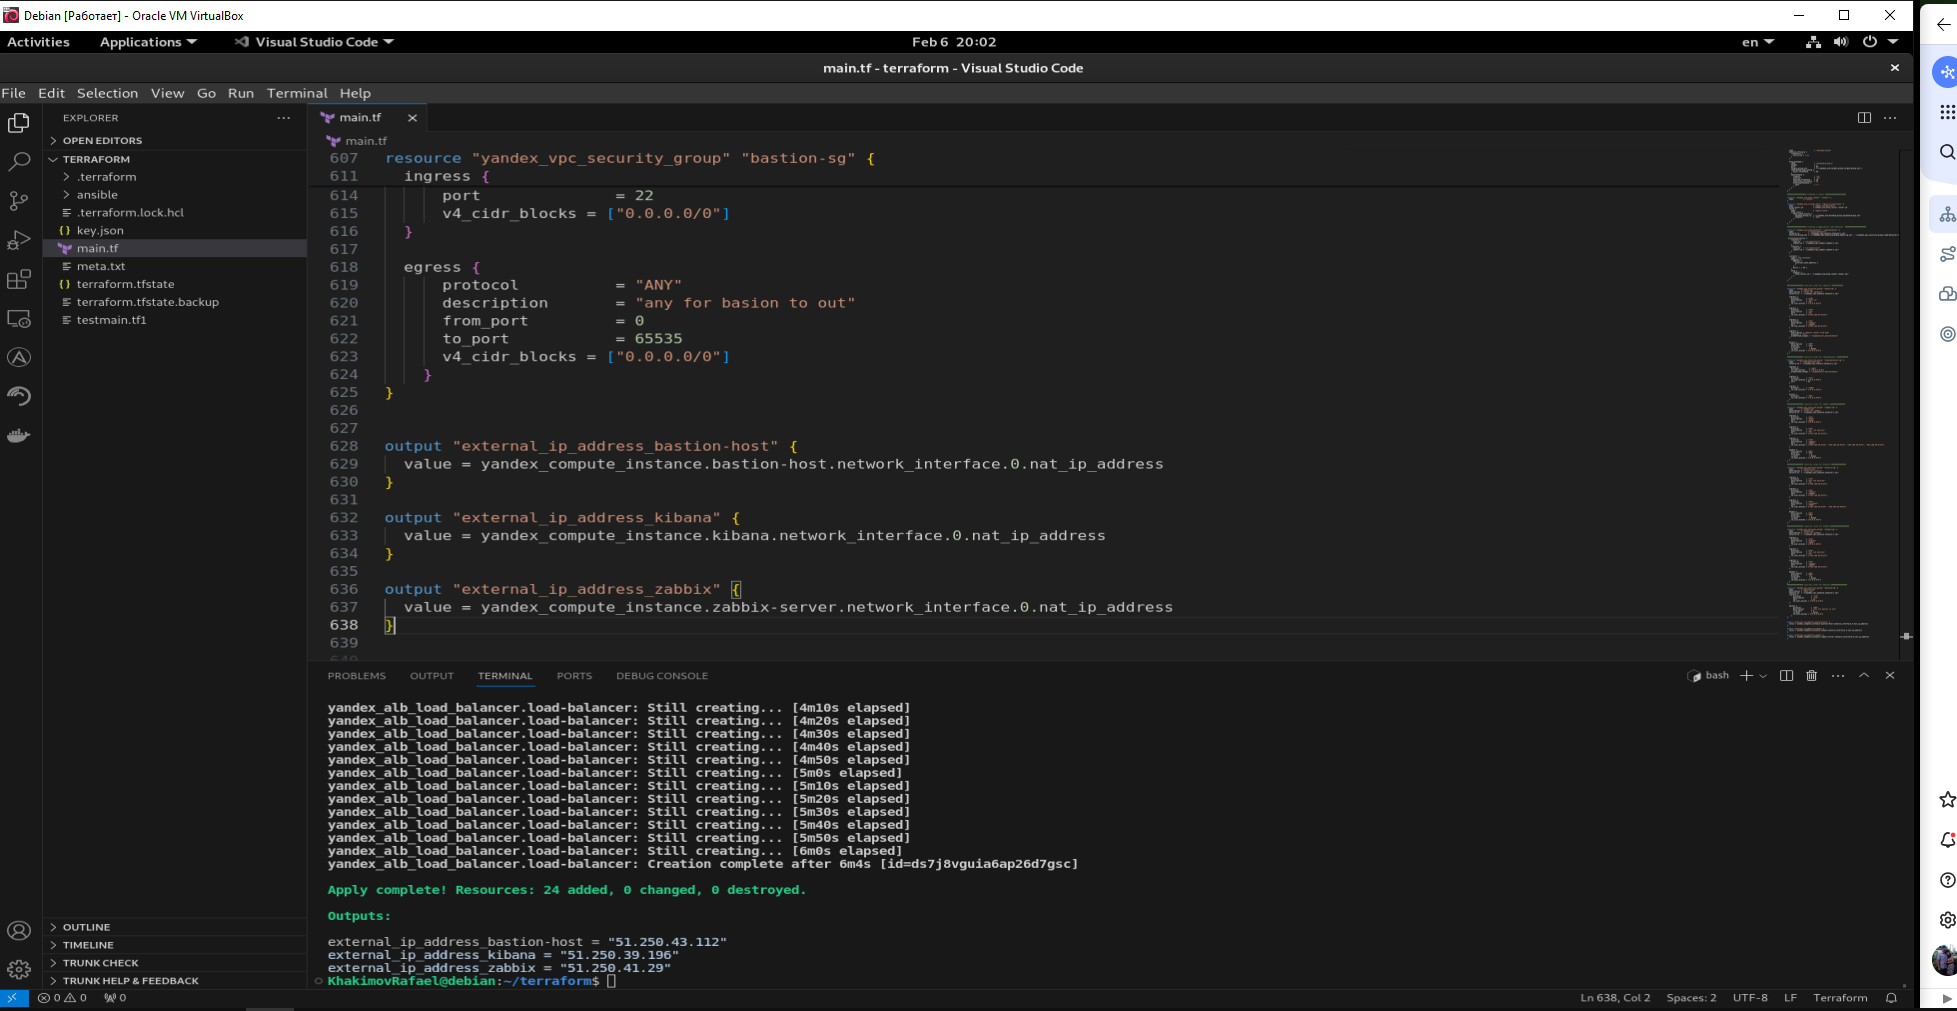 Debian [Работает] - Oracle VM VirtualBox
Activities Applications Visual Studio Code Feb 6 20:02 en
main.tf - terraform - Visual Studio Code
File Edit Selection View Go Run Terminal Help
EXPLORER
OPEN EDITORS
TERRAFORM
.terraform
ansible
.terraform.lock.hcl
key.json
main.tf
meta.txt
terraform.tfstate
terraform.tfstate.backup
testmain.tf1
OUTLINE
TIMELINE
TRUNK CHECK
TRUNK HELP & FEEDBACK
main.tf
main.tf
607 resource "yandex_vpc_security_group" "bastion-sg" {
611 ingress {
614 port = 22
615 v4_cidr_blocks = ["0.0.0.0/0"]
616 }
617
618 egress {
619 protocol = "ANY"
620 description = "any for basion to out"
621 from_port = 0
622 to_port = 65535
623 v4_cidr_blocks = ["0.0.0.0/0"]
624 }
625 }
626
627
628 output "external_ip_address_bastion-host" {
629 value = yandex_compute_instance.bastion-host.network_interface.0.nat_ip_address
630 }
631
632 output "external_ip_address_kibana" {
633 value = yandex_compute_instance.kibana.network_interface.0.nat_ip_address
634 }
635
636 output "external_ip_address_zabbix" {
637 value = yandex_compute_instance.zabbix-server.network_interface.0.nat_ip_address
638 }
639
640
PROBLEMS OUTPUT TERMINAL PORTS DEBUG CONSOLE bash
yandex_alb_load_balancer.load-balancer: Still creating... [4m10s elapsed]
yandex_alb_load_balancer.load-balancer: Still creating... [4m20s elapsed]
yandex_alb_load_balancer.load-balancer: Still creating... [4m30s elapsed]
yandex_alb_load_balancer.load-balancer: Still creating... [4m40s elapsed]
yandex_alb_load_balancer.load-balancer: Still creating... [4m50s elapsed]
yandex_alb_load_balancer.load-balancer: Still creating... [5m0s elapsed]
yandex_alb_load_balancer.load-balancer: Still creating... [5m10s elapsed]
yandex_alb_load_balancer.load-balancer: Still creating... [5m20s elapsed]
yandex_alb_load_balancer.load-balancer: Still creating... [5m30s elapsed]
yandex_alb_load_balancer.load-balancer: Still creating... [5m40s elapsed]
yandex_alb_load_balancer.load-balancer: Still creating... [5m50s elapsed]
yandex_alb_load_balancer.load-balancer: Still creating... [6m0s elapsed]
yandex_alb_load_balancer.load-balancer: Creation complete after 6m4s [id=ds7j8vguia6ap26d7gsc]
Apply complete! Resources: 24 added, 0 changed, 0 destroyed.
Outputs:
external_ip_address_bastion-host = "51.250.43.112"
external_ip_address_kibana = "51.250.39.196"
external_ip_address_zabbix = "51.250.41.29"
KhakimovRafael@debian:~/terraform$
0 0 0 Ln 638, Col 2 Spaces: 2 UTF-8 LF Terraform